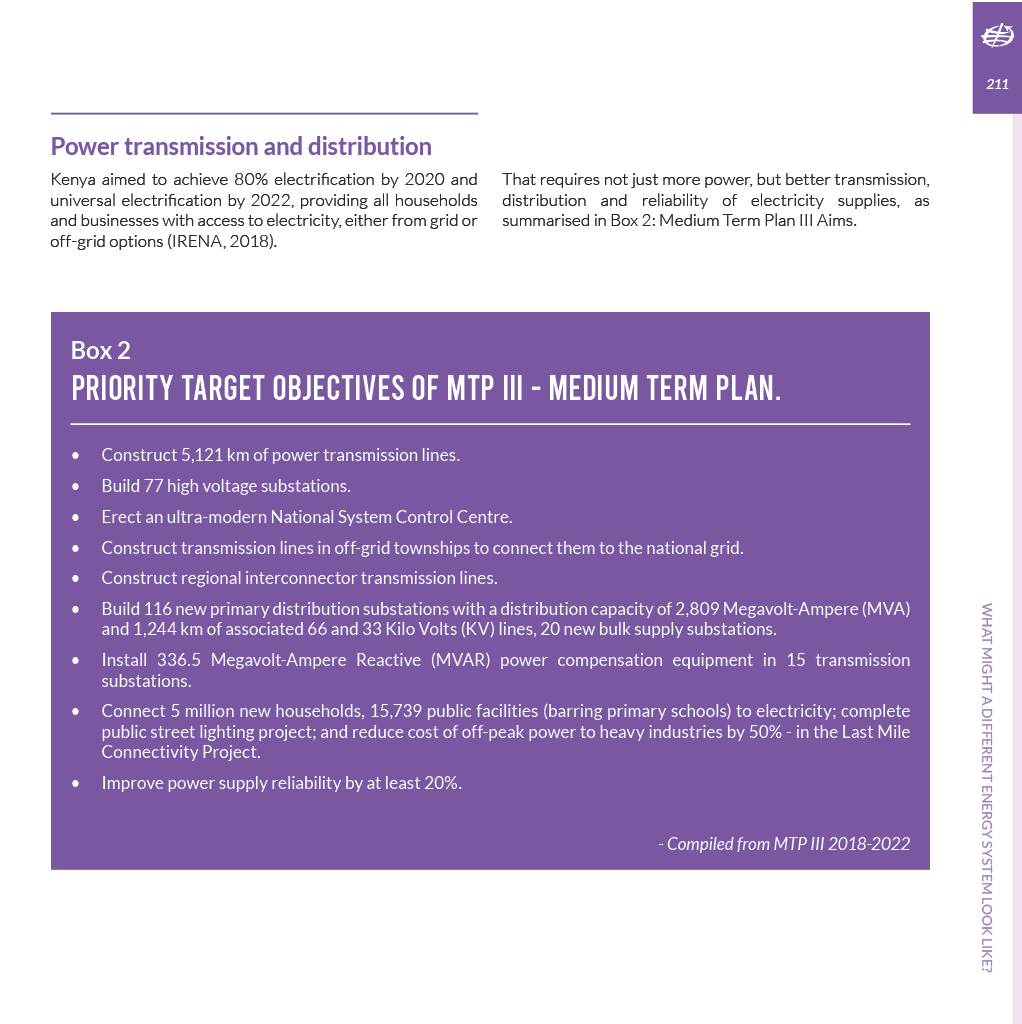 211
Power transmission and distribution
Kenya aimed to achieve 80% electrification by 2020 and
universal electrification by 2022, providing all households
and businesses with access to electricity, either from grid or
off-grid options (IRENA, 2018).
That requires not just more power, but better transmission,
distribution and reliability of electricity supplies, as
summarised in Box 2: Medium Term Plan III Aims.
Box 2
PRIORITY TARGET OBJECTIVES OF MTP III - MEDIUM TERM PLAN.
• Construct 5,121 km of power transmission lines.
• Build 77 high voltage substations.
• Erect an ultra-modern National System Control Centre.
• Construct transmission lines in off-grid townships to connect them to the national grid.
• Construct regional interconnector transmission lines.
• Build 116 new primary distribution substations with a distribution capacity of 2,809 Megavolt-Ampere (MVA)
and 1,244 km of associated 66 and 33 Kilo Volts (KV) lines, 20 new bulk supply substations.
• Install 336.5 Megavolt-Ampere Reactive (MVAR) power compensation equipment in 15 transmission
substations.
• Connect 5 million new households, 15,739 public facilities (barring primary schools) to electricity; complete
public street lighting project; and reduce cost of off-peak power to heavy industries by 50% - in the Last Mile
Connectivity Project.
• Improve power supply reliability by at least 20%.
- Compiled from MTP III 2018-2022
WHAT MIGHT A DIFFERENT ENERGY SYSTEM LOOK LIKE?